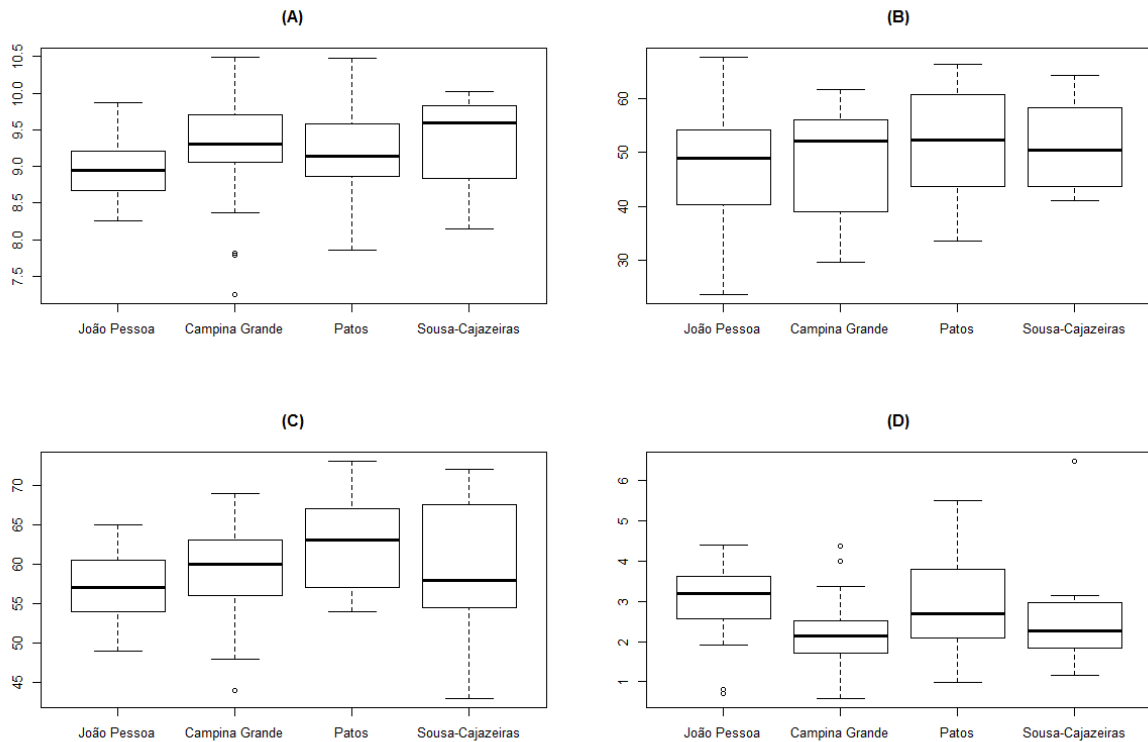 (A)
10.5
10.0
9.5
9.0
8.5
8.0
7.5
João Pessoa Campina Grande Patos Sousa-Cajazeiras
(B)
60
50
40
30
João Pessoa Campina Grande Patos Sousa-Cajazeiras
(C)
70
65
60
55
50
45
João Pessoa Campina Grande Patos Sousa-Cajazeiras
(D)
6
5
4
3
2
1
João Pessoa Campina Grande Patos Sousa-Cajazeiras